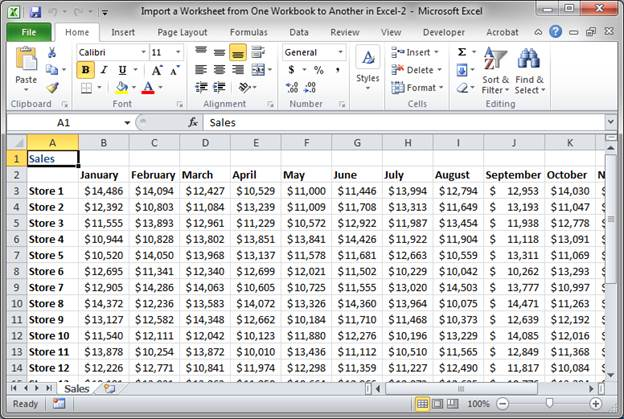 Import a Worksheet from One Workbook to Another in Excel-2 - Microsoft Excel
File Home Insert Page Layout Formulas Data Review View Developer Acrobat
Paste Calibri 11 General Styles Insert Delete Format Sort & Filter Find & Select
B I U A A $ % ,
Clipboard Font Alignment Number Cells Editing
A1 fx Sales
A B C D E F G H I J K
1 Sales
2 January February March April May June July August September October N
3 Store 1 $14,486 $14,094 $12,427 $10,529 $11,000 $11,446 $13,994 $12,794 $ 12,953 $14,030
4 Store 2 $12,392 $10,803 $11,084 $13,239 $11,009 $11,708 $13,313 $11,649 $ 13,193 $11,047
5 Store 3 $11,555 $13,893 $12,961 $11,229 $10,572 $12,922 $11,987 $13,454 $ 11,938 $12,778
6 Store 4 $10,944 $10,828 $13,802 $13,851 $13,841 $14,426 $11,922 $11,904 $ 11,118 $13,091
7 Store 5 $10,520 $14,050 $13,968 $13,137 $11,578 $11,681 $12,663 $10,559 $ 13,311 $11,069
8 Store 6 $12,695 $11,341 $12,340 $12,699 $12,021 $11,502 $10,229 $10,042 $ 10,262 $13,293
9 Store 7 $12,905 $14,286 $14,063 $10,605 $10,725 $11,555 $13,020 $14,503 $ 13,777 $10,997
10 Store 8 $14,372 $12,236 $13,583 $14,072 $13,326 $14,360 $13,964 $10,075 $ 14,471 $11,263
11 Store 9 $13,127 $12,582 $14,348 $12,662 $10,184 $11,710 $11,468 $10,373 $ 12,639 $12,192
12 Store 10 $11,540 $12,111 $12,042 $10,123 $11,880 $12,276 $10,196 $13,229 $ 14,085 $12,016
13 Store 11 $13,878 $10,254 $13,872 $10,010 $13,436 $11,112 $10,510 $11,565 $ 12,849 $11,368
14 Store 12 $12,226 $12,771 $10,841 $11,974 $12,298 $11,359 $11,227 $12,490 $ 11,817 $10,084
Sales
Ready 100%